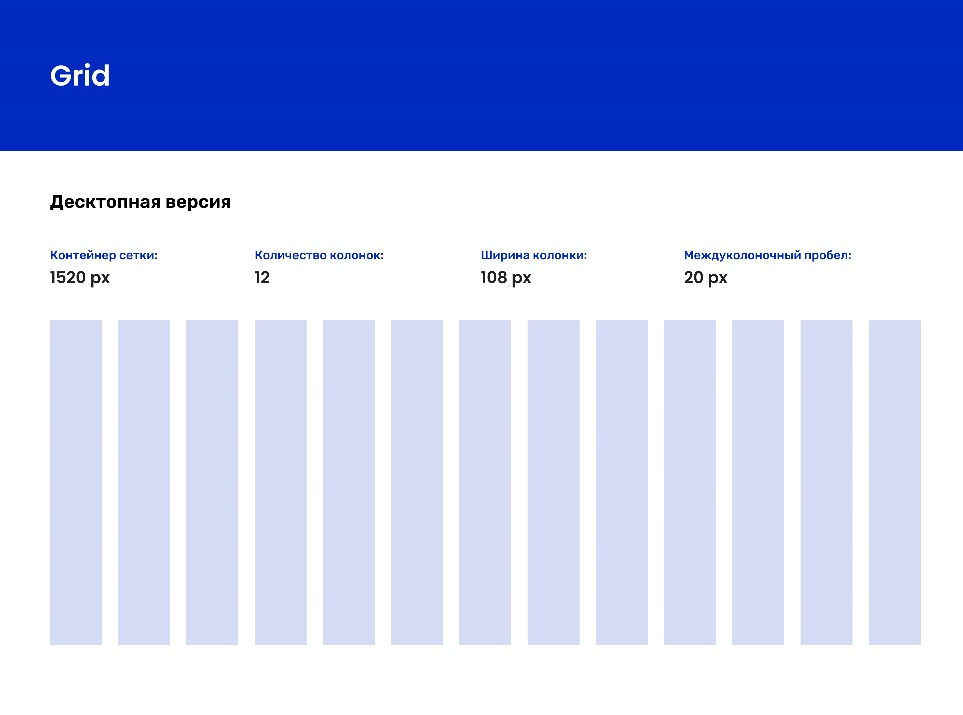 Grid
Десктопная версия
Контейнер сетки:
1520 px
Количество колонок:
12
Ширина колонки:
108 px
Междуколоночный пробел:
20 px